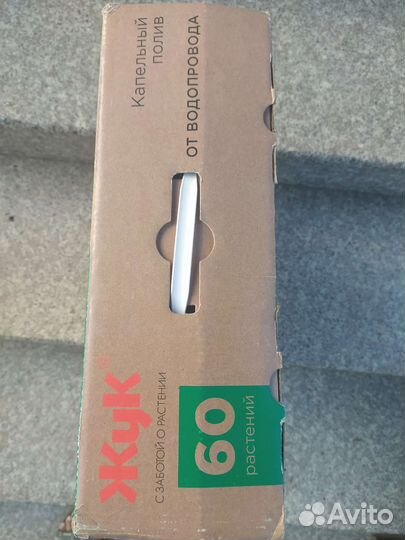 ЖуК®
С ЗАБОТОЙ О РАСТЕНИИ
60
растений
Капельный
полив
ОТ ВОДОПРОВОДА
Avito